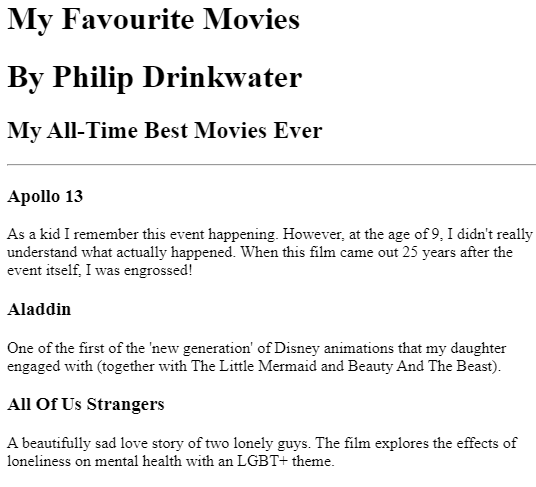 My Favourite Movies
By Philip Drinkwater
My All-Time Best Movies Ever
Apollo 13
As a kid I remember this event happening. However, at the age of 9, I didn't really
understand what actually happened. When this film came out 25 years after the
event itself, I was engrossed!
Aladdin
One of the first of the 'new generation' of Disney animations that my daughter
engaged with (together with The Little Mermaid and Beauty And The Beast).
All Of Us Strangers
A beautifully sad love story of two lonely guys. The film explores the effects of
loneliness on mental health with an LGBT+ theme.